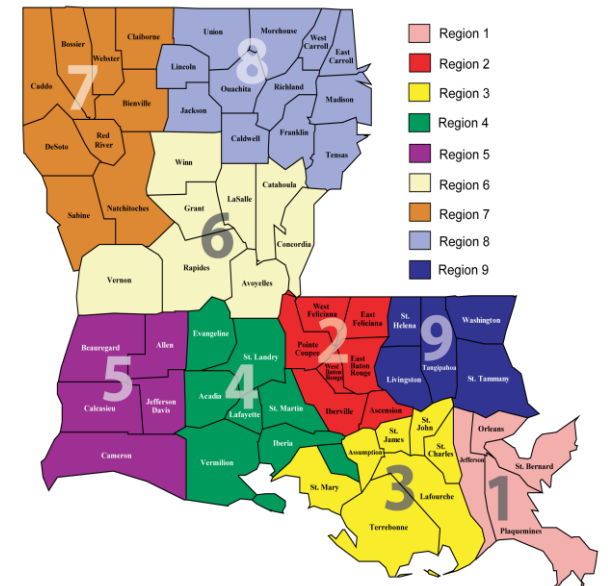 Union
Morehouse
West
Carroll
East
Carroll
Claiborne
Bossier
Webster
Lincoln
8
Ouachita
Richland
Madison
Caddo
7
Bienville
Jackson
Caldwell
Franklin
Tensas
DeSoto
Red
River
Winn
Catahoula
LaSalle
Sabine
Natchitoches
Grant
6
Concordia
Rapides
Vernon
Avoyelles
West
Feliciana
East
Feliciana
St.
Helena
Washington
Evangeline
Pointe
Coupee
2
9
Tangipahoa
Beauregard
Allen
St. Landry
West
Baton
Rouge
East
Baton
Rouge
Livingston
St. Tammany
5
4
Acadia
Calcasieu
Jefferson
Davis
Lafayette
St. Martin
Iberville
Ascension
Cameron
Vermilion
Iberia
Assumption
St.
James
St.
John
St.
Charles
Orleans
Jefferson
St. Bernard
St. Mary
3
Lafourche
1
Terrebonne
Plaquemines
Region 1
Region 2
Region 3
Region 4
Region 5
Region 6
Region 7
Region 8
Region 9